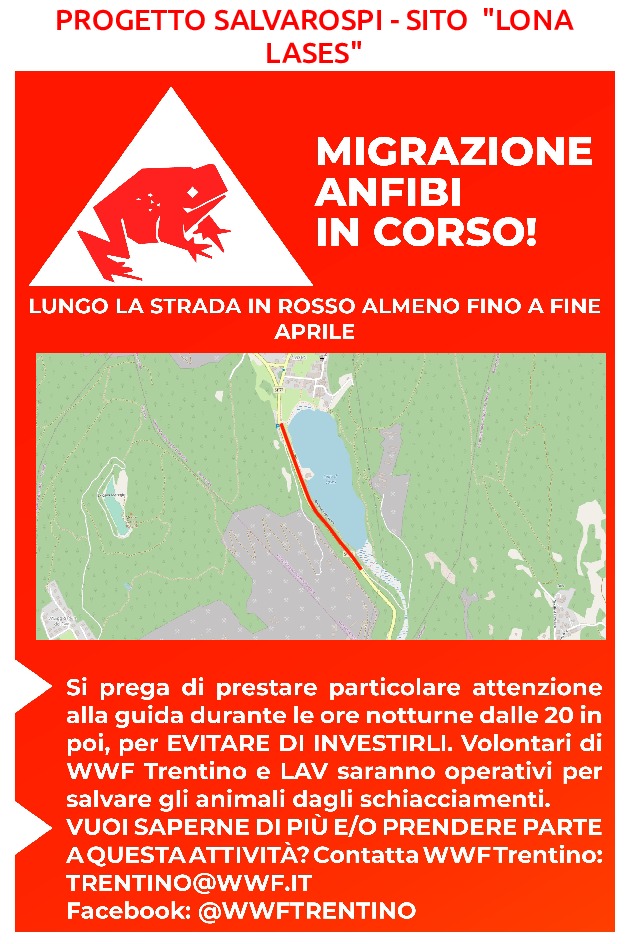 PROGETTO SALVAROSPI - SITO "LONA
LASES"
MIGRAZIONE
ANFIBI
IN CORSO!
LUNGO LA STRADA IN ROSSO ALMENO FINO A FINE
APRILE
Si prega di prestare particolare attenzione
alla guida durante le ore notturne dalle 20 in
poi, per EVITARE DI INVESTIRLI. Volontari di
WWF Trentino e LAV saranno operativi per
salvare gli animali dagli schiacciamenti.
VUOI SAPERNE DI PIÙ E/O PRENDERE PARTE
A QUESTA ATTIVITÀ? Contatta WWF Trentino:
TRENTINO@WWF.IT
Facebook: @WWFTRENTINO